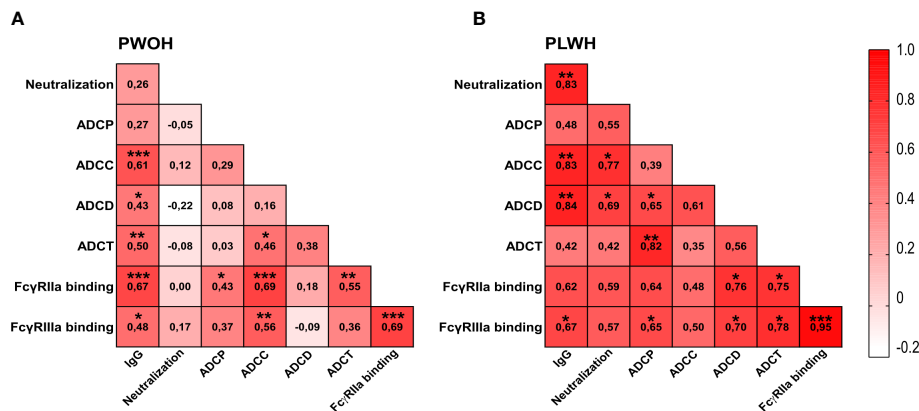 A
B
PWOH
PLWH
Neutralization 0,26
ADCP 0,27 -0,05
ADCC *** 0,61 0,12 0,29
ADCD * 0,43 -0,22 0,08 0,16
ADCT ** 0,50 -0,08 0,03 * 0,46 0,38
FcγRIIa binding *** 0,67 0,00 * 0,43 *** 0,69 0,18 ** 0,55
FcγRIIIa binding * 0,48 0,17 0,37 ** 0,56 -0,09 0,36 *** 0,69
IgG Neutralization ADCP ADCC ADCD ADCT FcγRIIa binding
Neutralization ** 0,83
ADCP 0,48 0,55
ADCC ** 0,83 * 0,77 0,39
ADCD ** 0,84 * 0,69 * 0,65 0,61
ADCT 0,42 0,42 ** 0,82 0,35 0,56
FcγRIIa binding 0,62 0,59 0,64 0,48 * 0,76 * 0,75
FcγRIIIa binding * 0,67 0,57 * 0,65 0,50 * 0,70 * 0,78 *** 0,95
IgG Neutralization ADCP ADCC ADCD ADCT FcγRIIa binding
1.0
0.8
0.6
0.4
0.2
0
-0.2